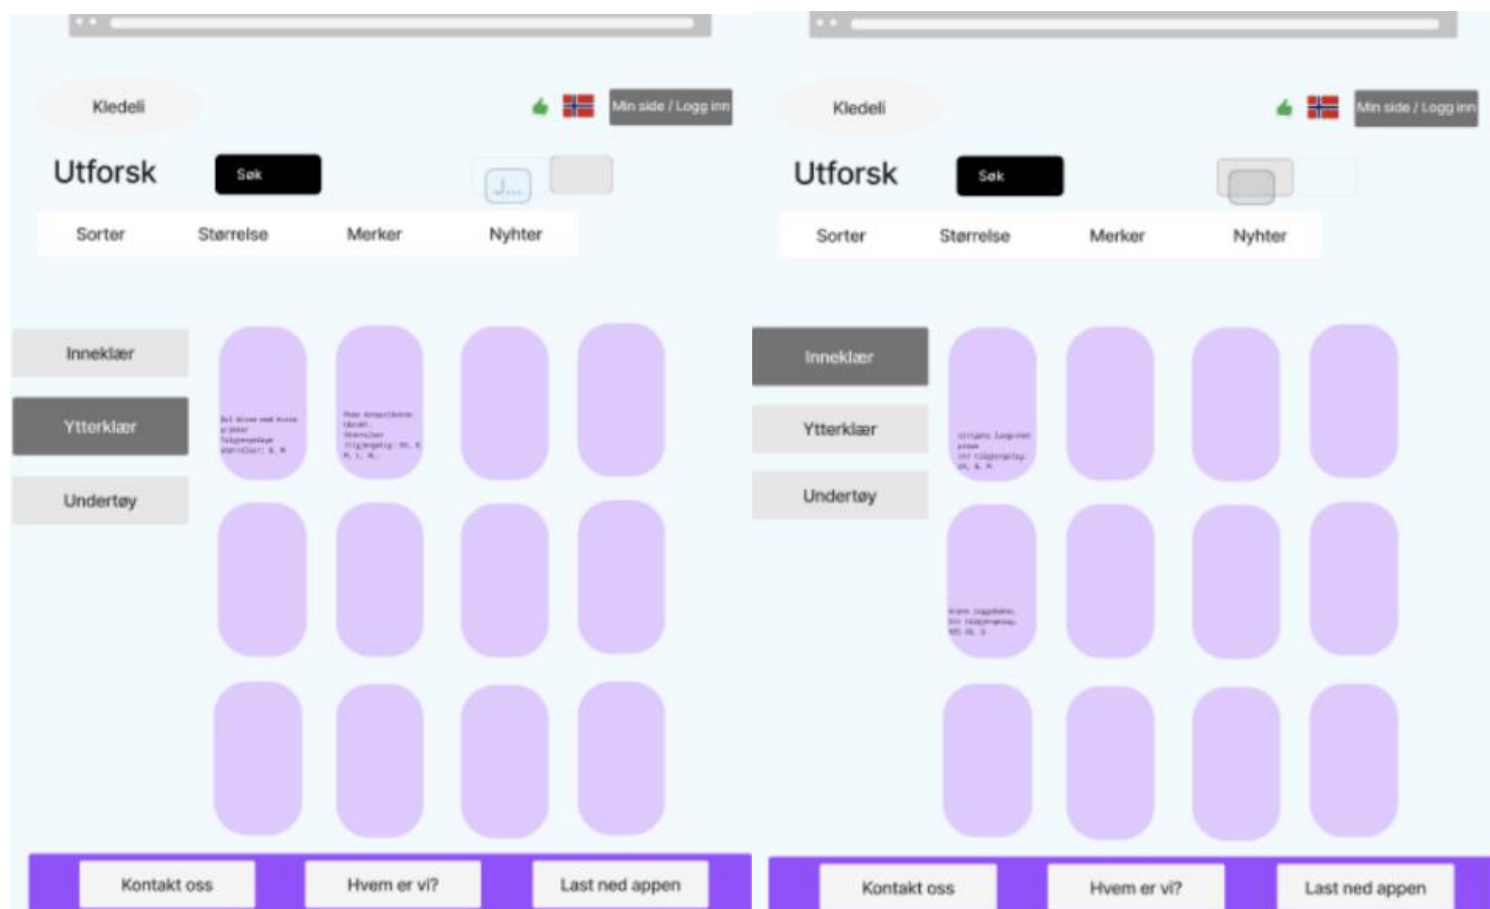 Kledeli
Min side / Logg inn
Utforsk
Søk
J...
Sorter Størrelse Merker Nyhter
Inneklær
Ytterklær
Undertøy
Kontakt oss Hvem er vi? Last ned appen
Kledeli
Min side / Logg inn
Utforsk
Søk
Sorter Størrelse Merker Nyhter
Inneklær
Ytterklær
Undertøy
Kontakt oss Hvem er vi? Last ned appen